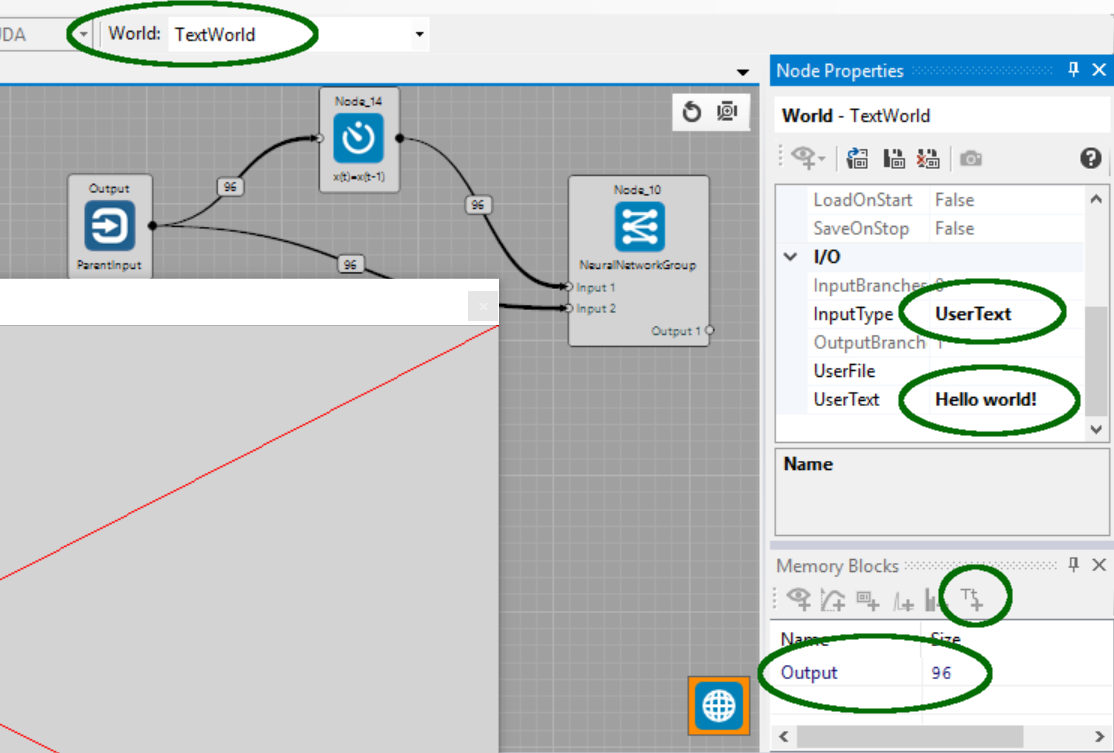 World: TextWorld
Node_14
x(t)=x(t-1)
96
96
96
Output
ParentInput
Node_10
NeuralNetworkGroup
Input 1
Input 2
Output 1
Node Properties
World - TextWorld
LoadOnStart False
SaveOnStop False
I/O
InputBranches 0
InputType UserText
OutputBranch 1
UserFile
UserText Hello world!
Name
Memory Blocks
Name Size
Output 96